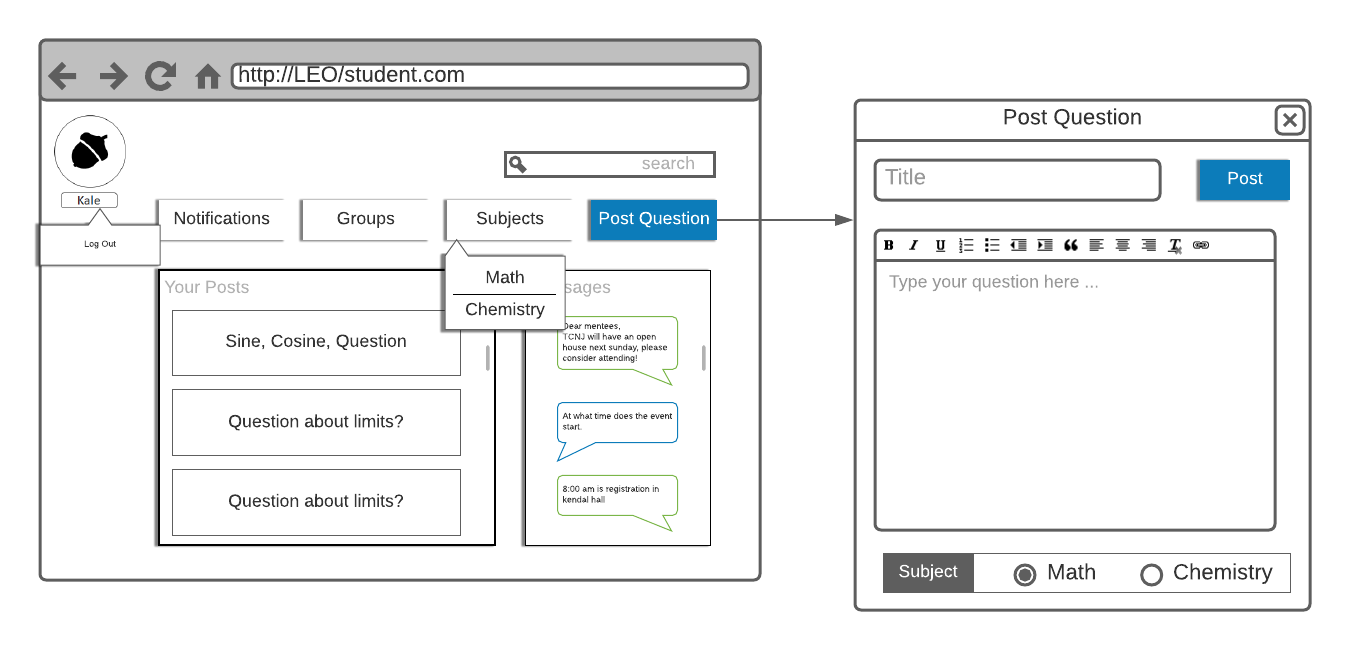 http://LEO/student.com
search
Kale
Log Out
Notifications
Groups
Subjects
Post Question
Math
Chemistry
Your Posts
Sine, Cosine, Question
Question about limits?
Question about limits?
sages
Dear mentees,
TCNJ will have an open
house next sunday, please
consider attending!
At what time does the event
start.
8:00 am is registration in
kendal hall
Post Question
Title
Post
B I U
Type your question here ...
Subject
Math
Chemistry